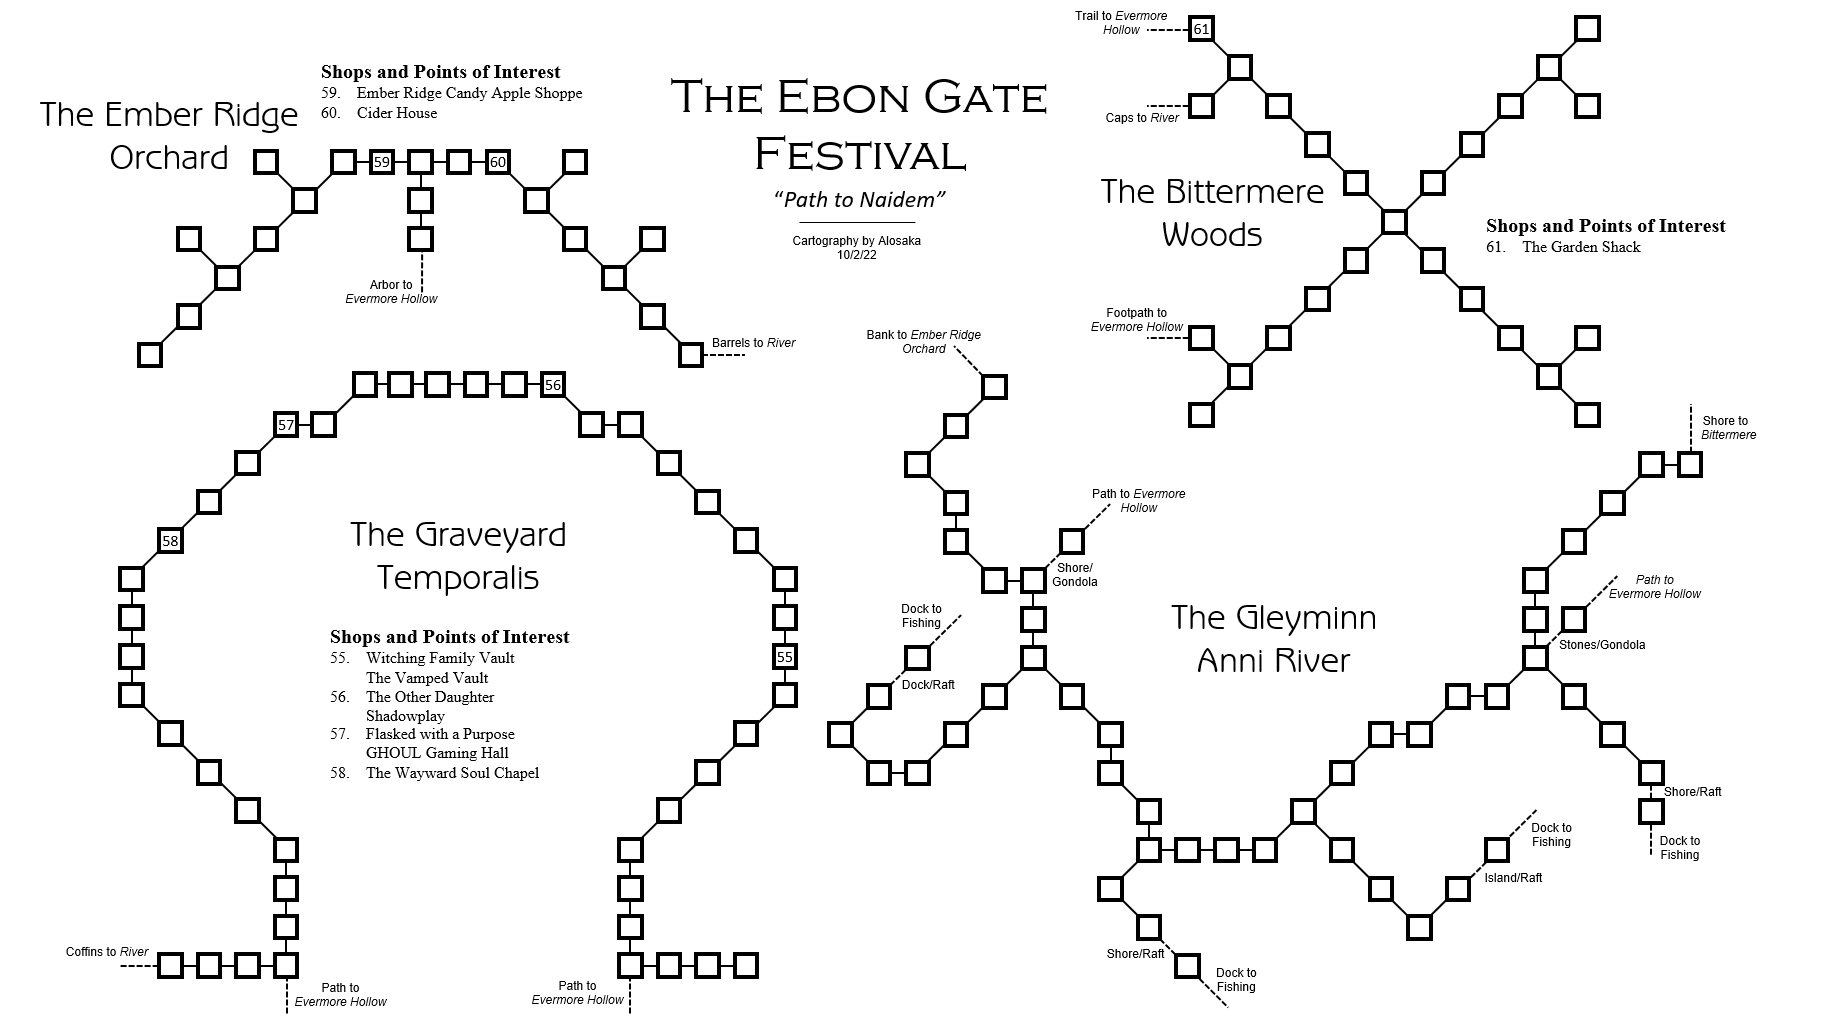 The Ember Ridge
Orchard
Shops and Points of Interest
59. Ember Ridge Candy Apple Shoppe
60. Cider House
59
60
Arbor to
Evermore Hollow
Barrels to River
THE EBON GATE
FESTIVAL
“Path to Naidem”
Cartography by Alosaka
10/2/22
Trail to Evermore
Hollow
61
Caps to River
The Bittermere
Woods
Shops and Points of Interest
61. The Garden Shack
Footpath to
Evermore Hollow
56
57
58
55
The Graveyard
Temporalis
Shops and Points of Interest
55. Witching Family Vault
The Vamped Vault
56. The Other Daughter
Shadowplay
57. Flasked with a Purpose
GHOUL Gaming Hall
58. The Wayward Soul Chapel
Coffins to River
Path to
Evermore Hollow
Path to
Evermore Hollow
Bank to Ember Ridge
Orchard
Path to Evermore
Hollow
Shore/
Gondola
Dock to
Fishing
Dock/Raft
The Gleyminn
Anni River
Shore to
Bittermere
Path to
Evermore Hollow
Stones/Gondola
Shore/Raft
Dock to
Fishing
Dock to
Fishing
Island/Raft
Shore/Raft
Dock to
Fishing